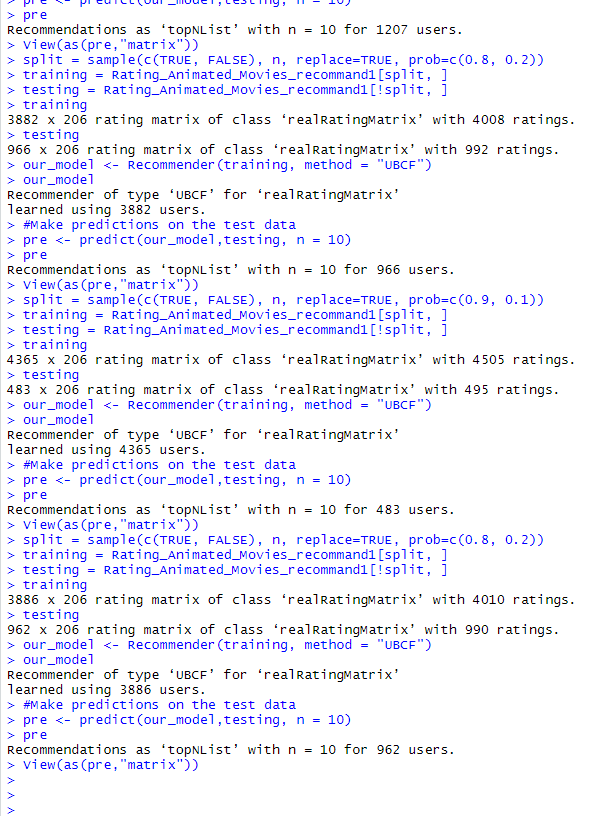 > pre <- predict(our_model,testing, n = 10)
> pre
Recommendations as ‘topNList’ with n = 10 for 1207 users.
> View(as(pre,"matrix"))
> split = sample(c(TRUE, FALSE), n, replace=TRUE, prob=c(0.8, 0.2))
> training = Rating_Animated_Movies_recommand1[split, ]
> testing = Rating_Animated_Movies_recommand1[!split, ]
> training
3882 x 206 rating matrix of class ‘realRatingMatrix’ with 4008 ratings.
> testing
966 x 206 rating matrix of class ‘realRatingMatrix’ with 992 ratings.
> our_model <- Recommender(training, method = "UBCF")
> our_model
Recommender of type ‘UBCF’ for ‘realRatingMatrix’
learned using 3882 users.
> #Make predictions on the test data
> pre <- predict(our_model,testing, n = 10)
> pre
Recommendations as ‘topNList’ with n = 10 for 966 users.
> View(as(pre,"matrix"))
> split = sample(c(TRUE, FALSE), n, replace=TRUE, prob=c(0.9, 0.1))
> training = Rating_Animated_Movies_recommand1[split, ]
> testing = Rating_Animated_Movies_recommand1[!split, ]
> training
4365 x 206 rating matrix of class ‘realRatingMatrix’ with 4505 ratings.
> testing
483 x 206 rating matrix of class ‘realRatingMatrix’ with 495 ratings.
> our_model <- Recommender(training, method = "UBCF")
> our_model
Recommender of type ‘UBCF’ for ‘realRatingMatrix’
learned using 4365 users.
> #Make predictions on the test data
> pre <- predict(our_model,testing, n = 10)
> pre
Recommendations as ‘topNList’ with n = 10 for 483 users.
> View(as(pre,"matrix"))
> split = sample(c(TRUE, FALSE), n, replace=TRUE, prob=c(0.8, 0.2))
> training = Rating_Animated_Movies_recommand1[split, ]
> testing = Rating_Animated_Movies_recommand1[!split, ]
> training
3886 x 206 rating matrix of class ‘realRatingMatrix’ with 4010 ratings.
> testing
962 x 206 rating matrix of class ‘realRatingMatrix’ with 990 ratings.
> our_model <- Recommender(training, method = "UBCF")
> our_model
Recommender of type ‘UBCF’ for ‘realRatingMatrix’
learned using 3886 users.
> #Make predictions on the test data
> pre <- predict(our_model,testing, n = 10)
> pre
Recommendations as ‘topNList’ with n = 10 for 962 users.
> View(as(pre,"matrix"))
>
>
>